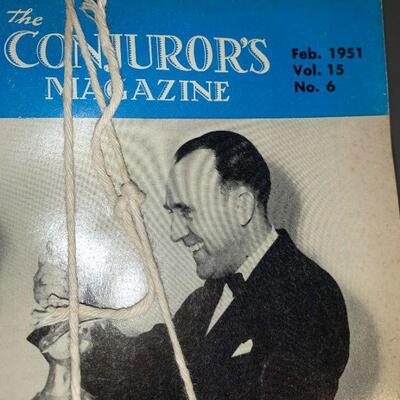 The
CONJUROR'S
MAGAZINE
Feb. 1951
Vol. 15
No. 6